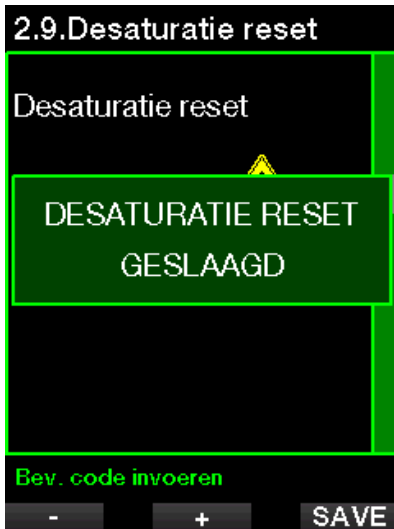 2.9.Desaturatie reset
Desaturatie reset
DESATURATIE RESET
GESLAAGD
Bev. code invoeren
- + SAVE